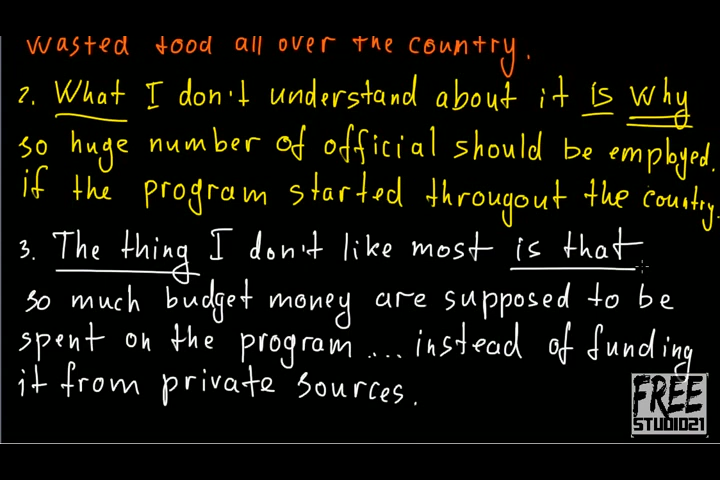 wasted food all over the country.
2. What I don't understand about it is why
so huge number of official should be employed.
if the program started througout the country.
3. The thing I don't like most is that
so much budget money are supposed to be
spent on the program .... instead of funding
it from private sources.
FREE
STUDIO21